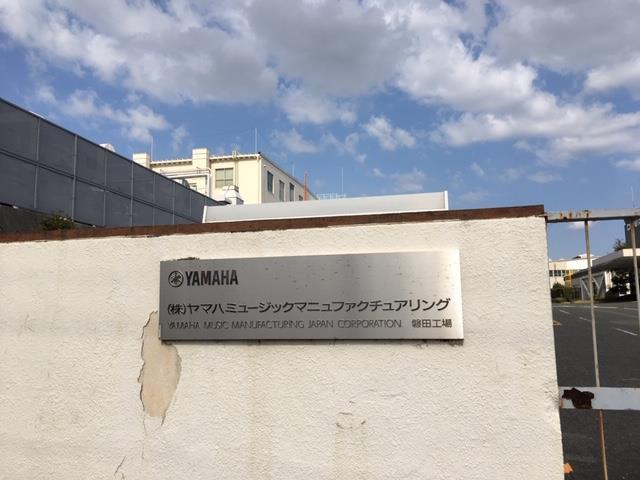 YAMAHA
(株)ヤマハミュージックマニュファクチュアリング
YAMAHA MUSIC MANUFACTURING JAPAN CORPORATION 磐田工場